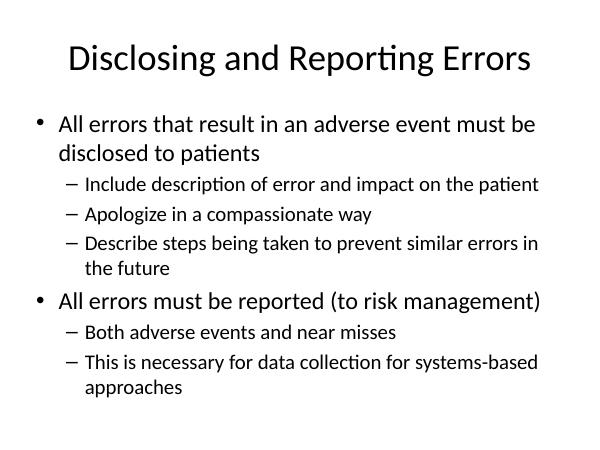 Disclosing and Reporting Errors
• All errors that result in an adverse event must be
disclosed to patients
– Include description of error and impact on the patient
– Apologize in a compassionate way
– Describe steps being taken to prevent similar errors in
the future
• All errors must be reported (to risk management)
– Both adverse events and near misses
– This is necessary for data collection for systems-based
approaches